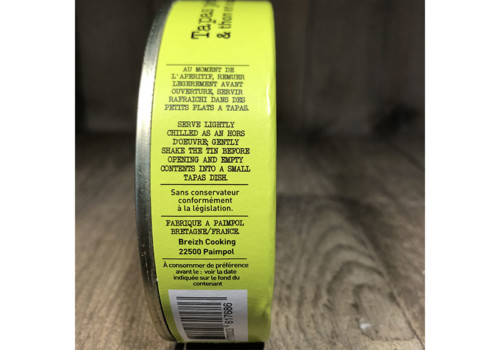 Tapas
& thon
AU MOMENT DE
L'APERITIF, REMUER
LEGEREMENT AVANT
OUVERTURE, SERVIR
RAFRAICHI DANS DES
PETITS PLATS A TAPAS.
SERVE LIGHTLY
CHILLED AS AN HORS
D'OEUVRE; GENTLY
SHAKE THE TIN BEFORE
OPENING AND EMPTY
CONTENTS INTO A SMALL
TAPAS DISH.
Sans conservateur
conformément
à la législation.
FABRIQUE A PAIMPOL
BRETAGNE/FRANCE
Breizh Cooking
22500 Paimpol
À consommer de préférence
avant le : voir la date
indiquée sur le fond du
contenant
617686